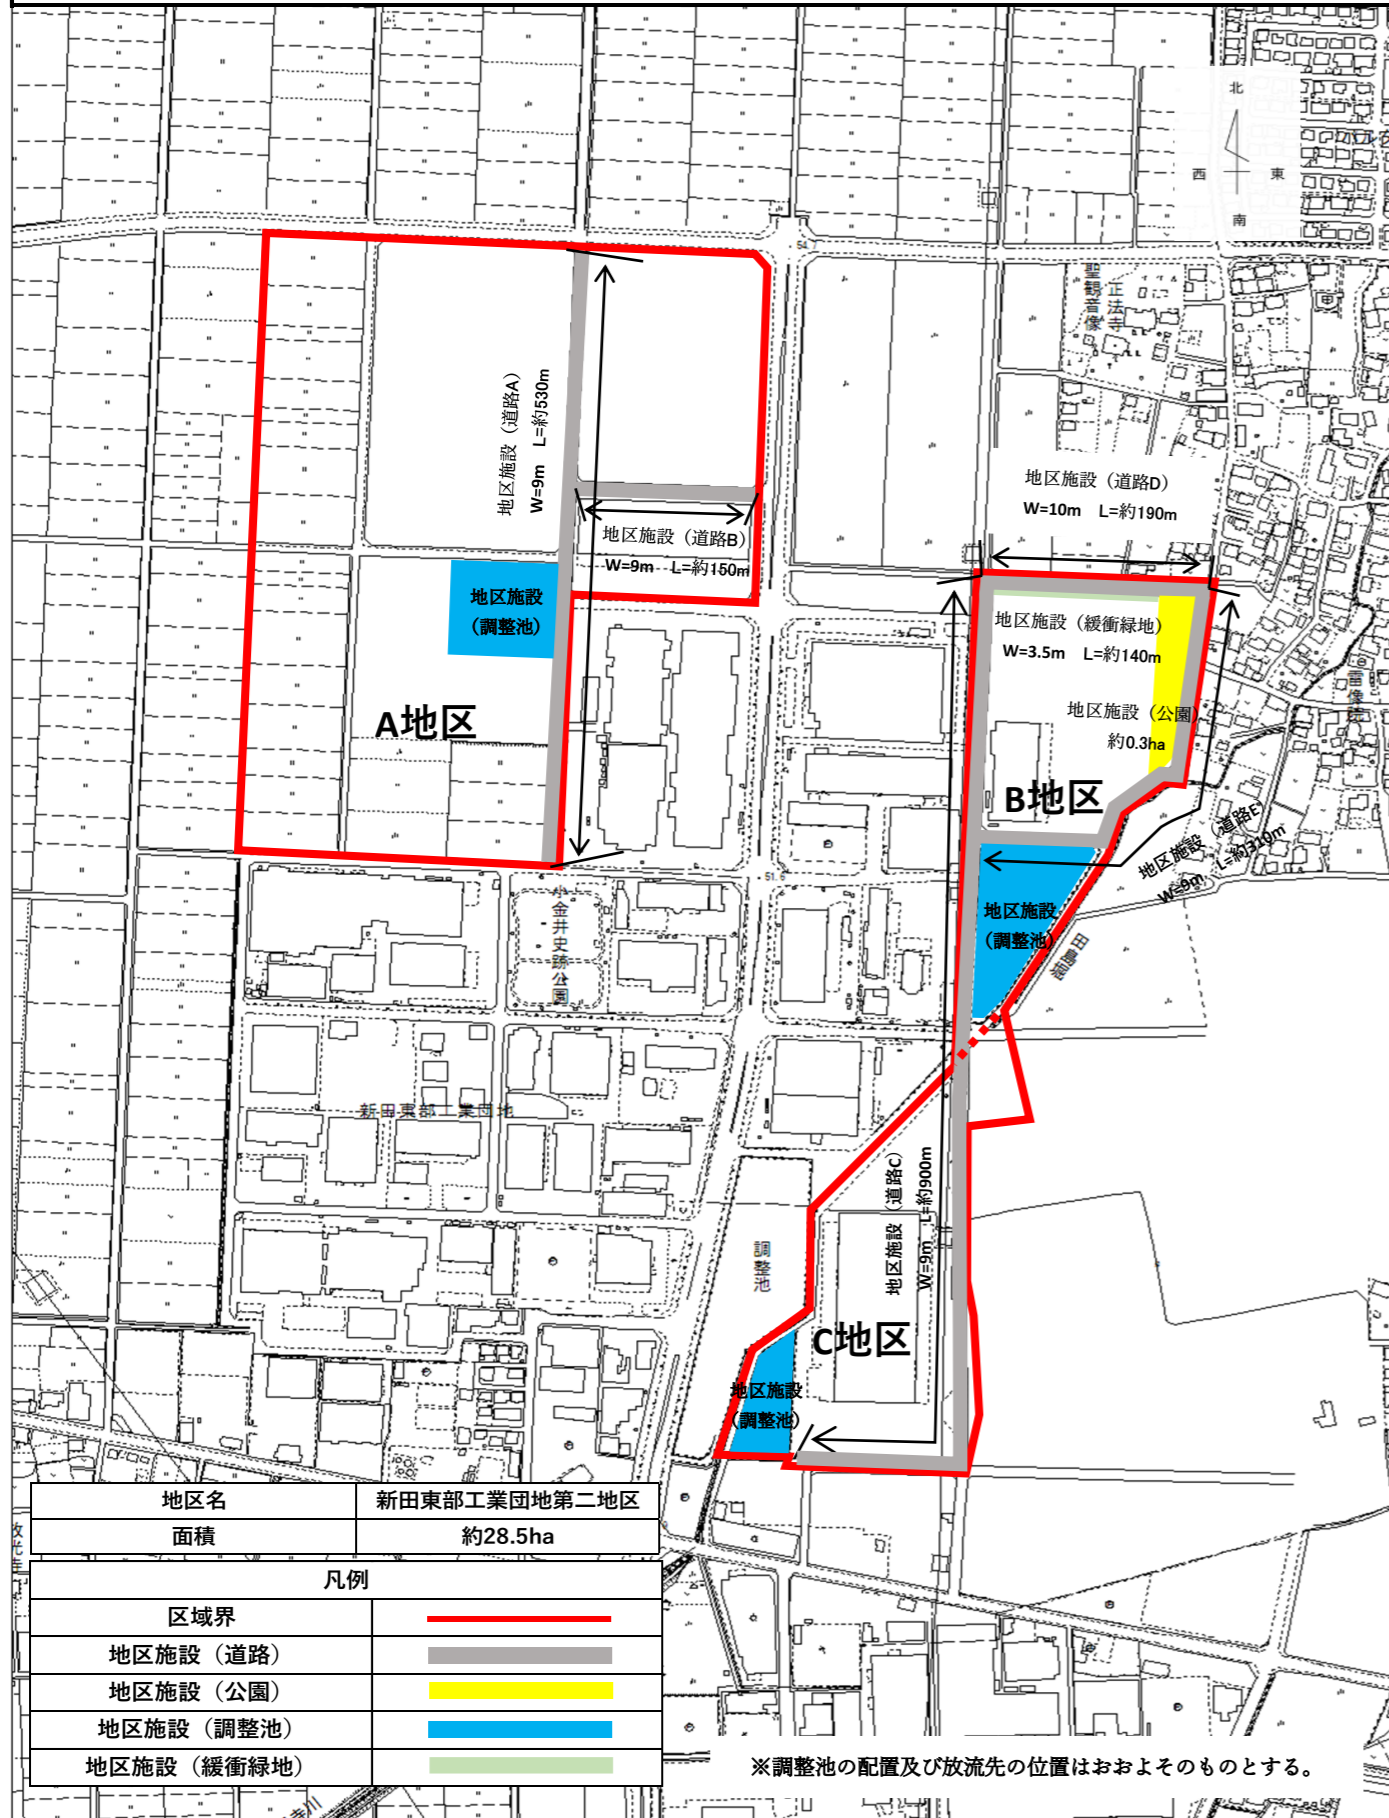 北
西 東
南
54.7
聖観音像
正法寺
地区施設（道路A）
W=9m L=約530m
地区施設（道路B）
W=9m L=約150m
地区施設（道路D）
W=10m L=約190m
地区施設
（調整池）
地区施設（緩衝緑地）
W=3.5m L=約140m
地区施設（公園）
約0.3ha
A地区
B地区
地区施設（道路E）
W=9m L=約310m
51.6
小金井史跡公園
地区施設
（調整池）
新田東部工業団地
地区施設（道路C）
W=9m L=約900m
調整池
C地区
地区施設
（調整池）
地区名 新田東部工業団地第二地区
面積 約28.5ha
凡例
区域界
地区施設（道路）
地区施設（公園）
地区施設（調整池）
地区施設（緩衝緑地）
※調整池の配置及び放流先の位置はおおよそのものとする。